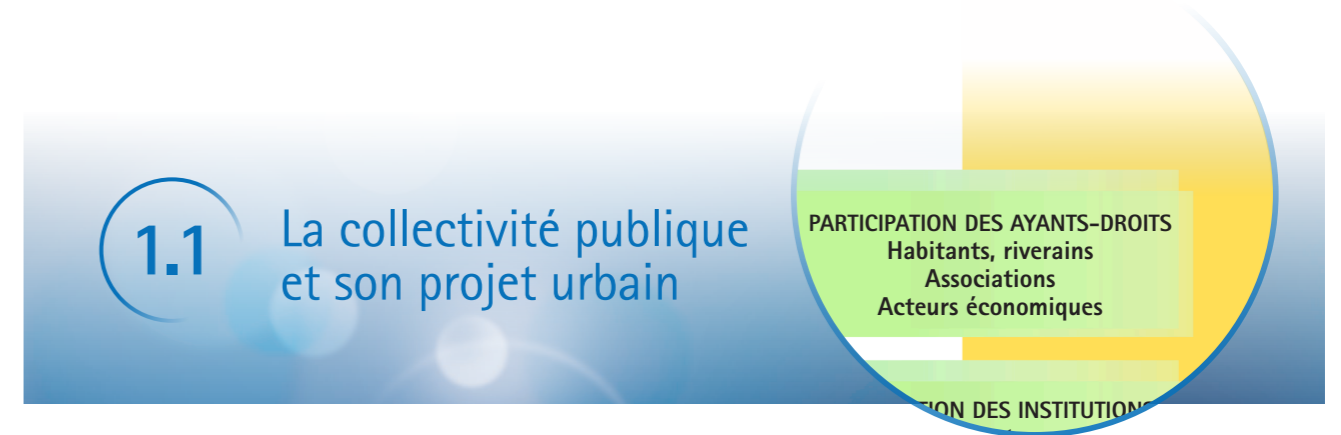 1.1
La collectivité publique
et son projet urbain
PARTICIPATION DES AYANTS-DROITS
Habitants, riverains
Associations
Acteurs économiques
DES INSTITUTIONS